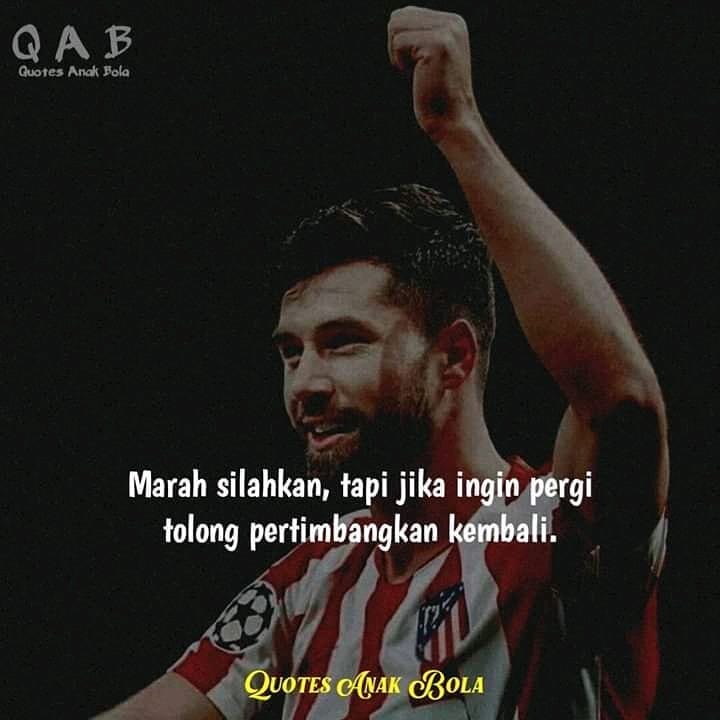 QAB
Quotes Anak Bola
Marah silahkan, tapi jika ingin pergi
tolong pertimbangkan kembali.
QUOTES ANAK BOLA